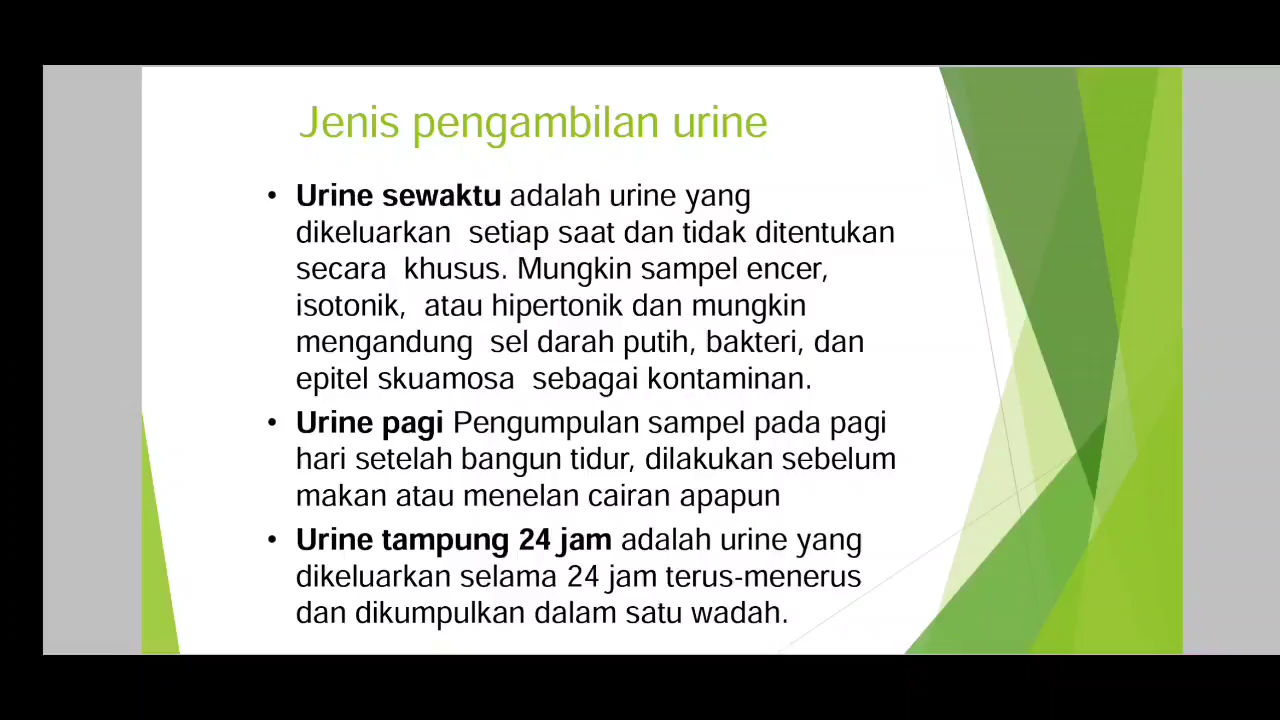 Jenis pengambilan urine
• Urine sewaktu adalah urine yang
dikeluarkan setiap saat dan tidak ditentukan
secara khusus. Mungkin sampel encer,
isotonik, atau hipertonik dan mungkin
mengandung sel darah putih, bakteri, dan
epitel skuamosa sebagai kontaminan.
• Urine pagi Pengumpulan sampel pada pagi
hari setelah bangun tidur, dilakukan sebelum
makan atau menelan cairan apapun
• Urine tampung 24 jam adalah urine yang
dikeluarkan selama 24 jam terus-menerus
dan dikumpulkan dalam satu wadah.